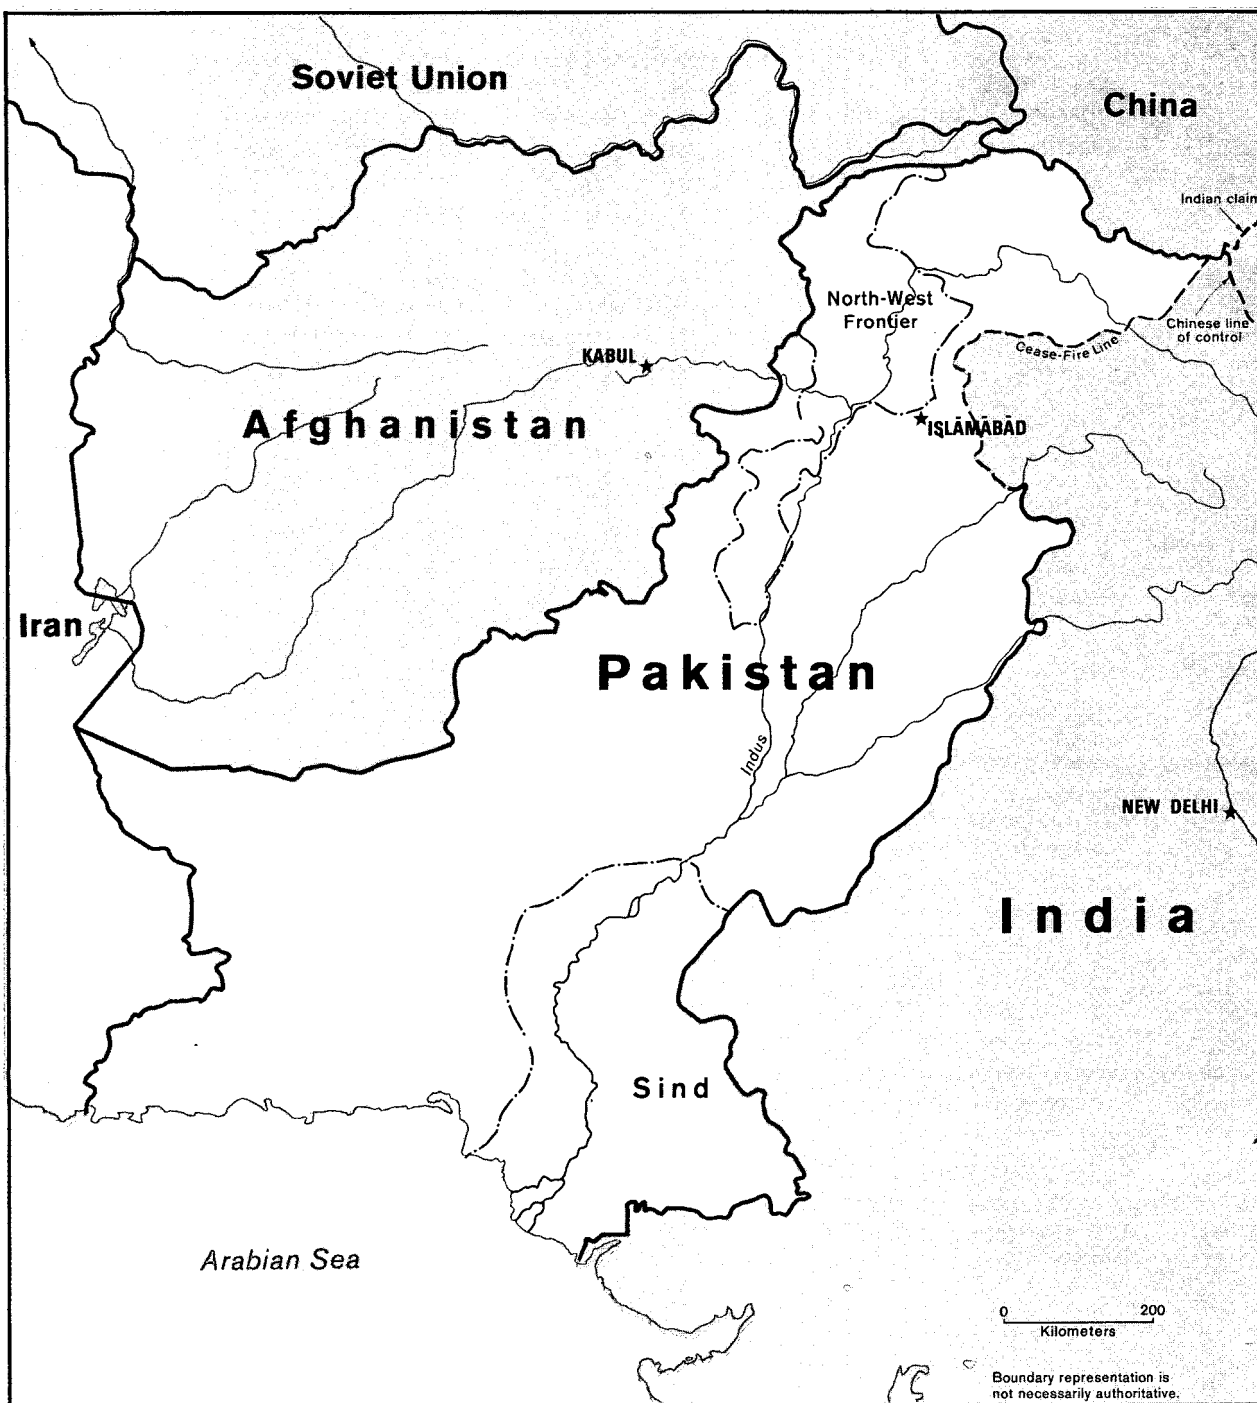 Soviet Union
China
Indian claim
North-West
Frontier
Chinese line
of control
Cease-Fire Line
KABUL
Afghanistan
ISLĀMĀBĀD
Iran
Pakistan
Indus
NEW DELHI
India
Sind
Arabian Sea
0 200
Kilometers
Boundary representation is
not necessarily authoritative.